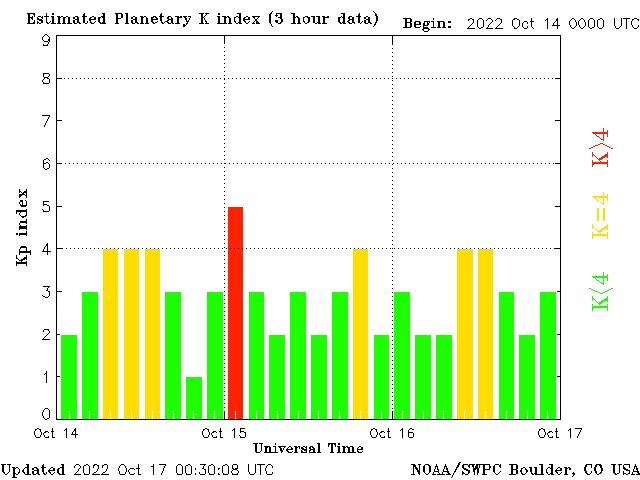 Estimated Planetary K index (3 hour data) Begin: 2022 Oct 14 0000 UTC
9
8
7
6
5
4
3
2
1
0
Kp index
K>4
K=4
K<4
Oct 14 Oct 15 Oct 16 Oct 17
Universal Time
Updated 2022 Oct 17 00:30:08 UTC NOAA/SWPC Boulder, CO USA